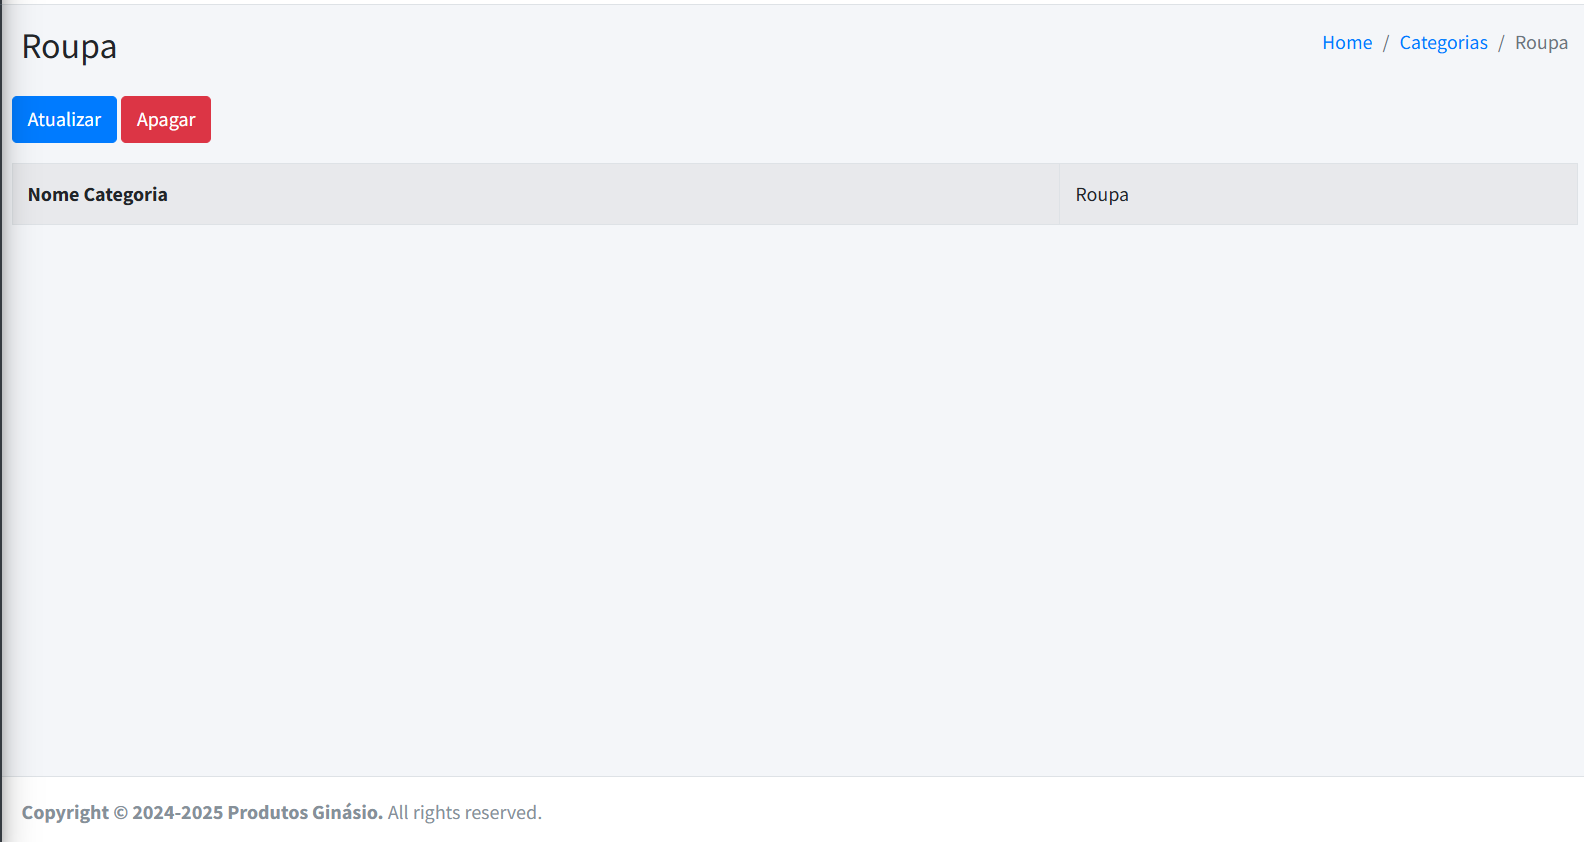 Roupa
Home / Categorias / Roupa
Atualizar Apagar
Nome Categoria Roupa
Copyright © 2024-2025 Produtos Ginásio. All rights reserved.